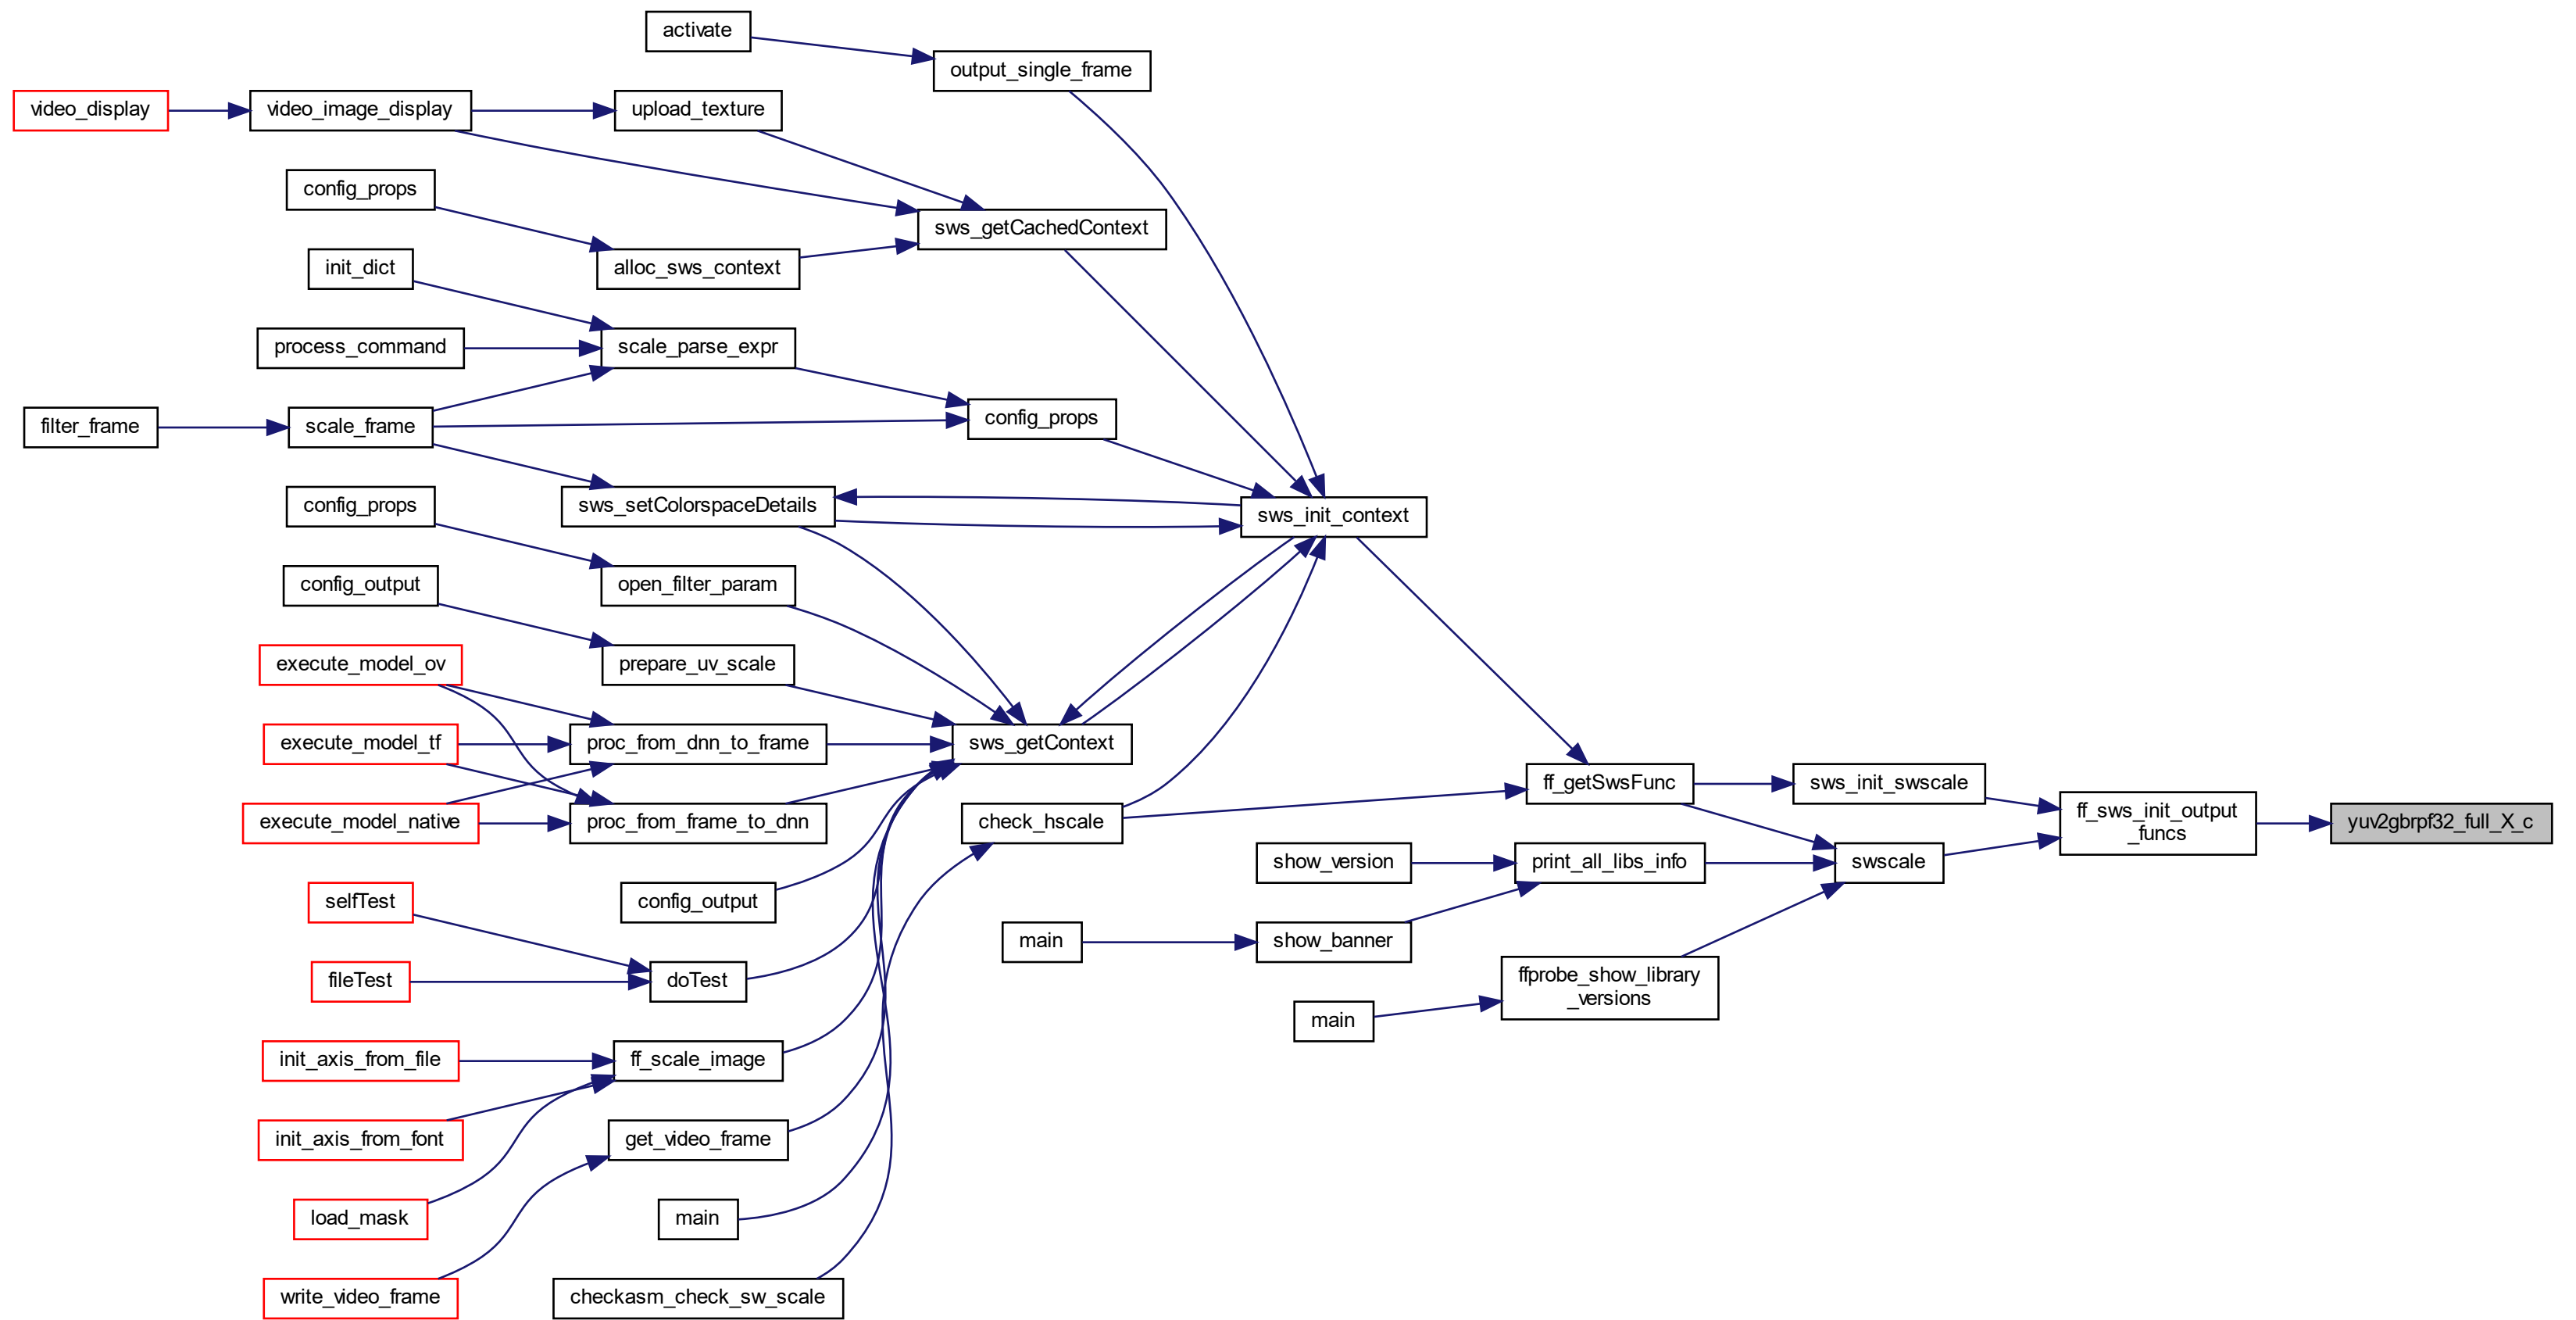 activate
output_single_frame
video_display
video_image_display
upload_texture
config_props
sws_getCachedContext
init_dict
alloc_sws_context
process_command
scale_parse_expr
filter_frame
scale_frame
config_props
config_props
sws_setColorspaceDetails
sws_init_context
config_output
open_filter_param
execute_model_ov
prepare_uv_scale
execute_model_tf
proc_from_dnn_to_frame
sws_getContext
ff_getSwsFunc
sws_init_swscale
execute_model_native
proc_from_frame_to_dnn
check_hscale
ff_sws_init_output
_funcs
yuv2gbrpf32_full_X_c
show_version
print_all_libs_info
swscale
selfTest
config_output
main
show_banner
fileTest
doTest
ffprobe_show_library
_versions
main
init_axis_from_file
ff_scale_image
init_axis_from_font
get_video_frame
load_mask
main
write_video_frame
checkasm_check_sw_scale